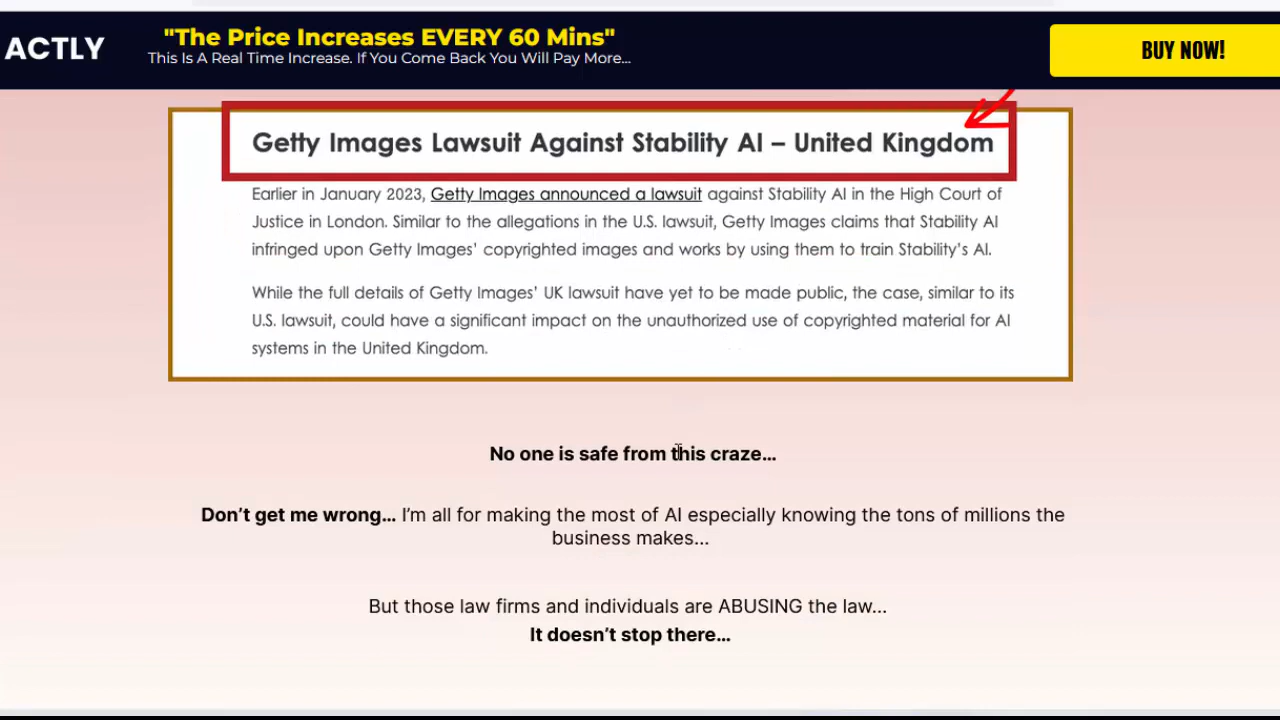 ACTLY
"The Price Increases EVERY 60 Mins"
This Is A Real Time Increase. If You Come Back You Will Pay More...
BUY NOW!
Getty Images Lawsuit Against Stability AI – United Kingdom
Earlier in January 2023, Getty Images announced a lawsuit against Stability AI in the High Court of
Justice in London. Similar to the allegations in the U.S. lawsuit, Getty Images claims that Stability AI
infringed upon Getty Images' copyrighted images and works by using them to train Stability's AI.
While the full details of Getty Images' UK lawsuit have yet to be made public, the case, similar to its
U.S. lawsuit, could have a significant impact on the unauthorized use of copyrighted material for AI
systems in the United Kingdom.
No one is safe from this craze...
Don't get me wrong... I'm all for making the most of AI especially knowing the tons of millions the
business makes...
But those law firms and individuals are ABUSING the law...
It doesn't stop there...